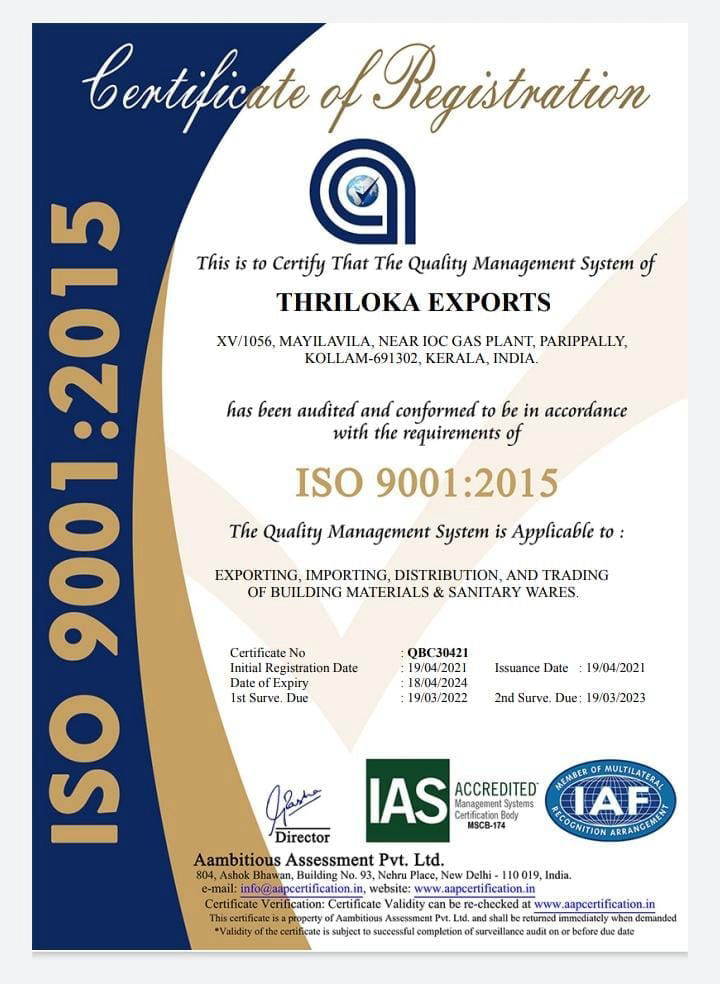 Certificate of Registration
ISO 9001:2015
This is to Certify That The Quality Management System of
THRILOKA EXPORTS
XV/1056, MAYILAVILA, NEAR IOC GAS PLANT, PARIPPALLY,
KOLLAM-691302, KERALA, INDIA.
has been audited and conformed to be in accordance
with the requirements of
ISO 9001:2015
The Quality Management System is Applicable to :
EXPORTING, IMPORTING, DISTRIBUTION, AND TRADING
OF BUILDING MATERIALS & SANITARY WARES.
Certificate No : QBC30421
Initial Registration Date : 19/04/2021 Issuance Date : 19/04/2021
Date of Expiry : 18/04/2024
1st Surve. Due : 19/03/2022 2nd Surve. Due: 19/03/2023
Director
IAS ACCREDITED
Management Systems
Certification Body
MSCB-174
MEMBER OF MULTILATERAL
IAF
RECOGNITION ARRANGEMENT
Aambitious Assessment Pvt. Ltd.
804, Ashok Bhawan, Building No. 93, Nehru Place, New Delhi - 110 019, India.
e-mail: info@aapcertification.in, website: www.aapcertification.in
Certificate Verification: Certificate Validity can be re-checked at www.aapcertification.in
This certificate is a property of Aambitious Assessment Pvt. Ltd. and shall be returned immediately when demanded
*Validity of the certificate is subject to successful completion of surveillance audit on or before due date